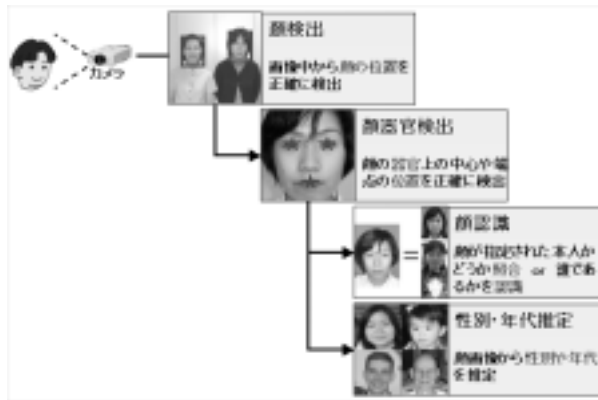 カメラ
顔検出
画像中から顔の位置を
正確に検出
顔器官検出
顔の器官上の中心や端
点の位置を正確に検出
顔認識
顔が指定された本人か
どうか照合 or 誰であ
るかを認識
性別・年代推定
顔画像から性別や年代
を推定